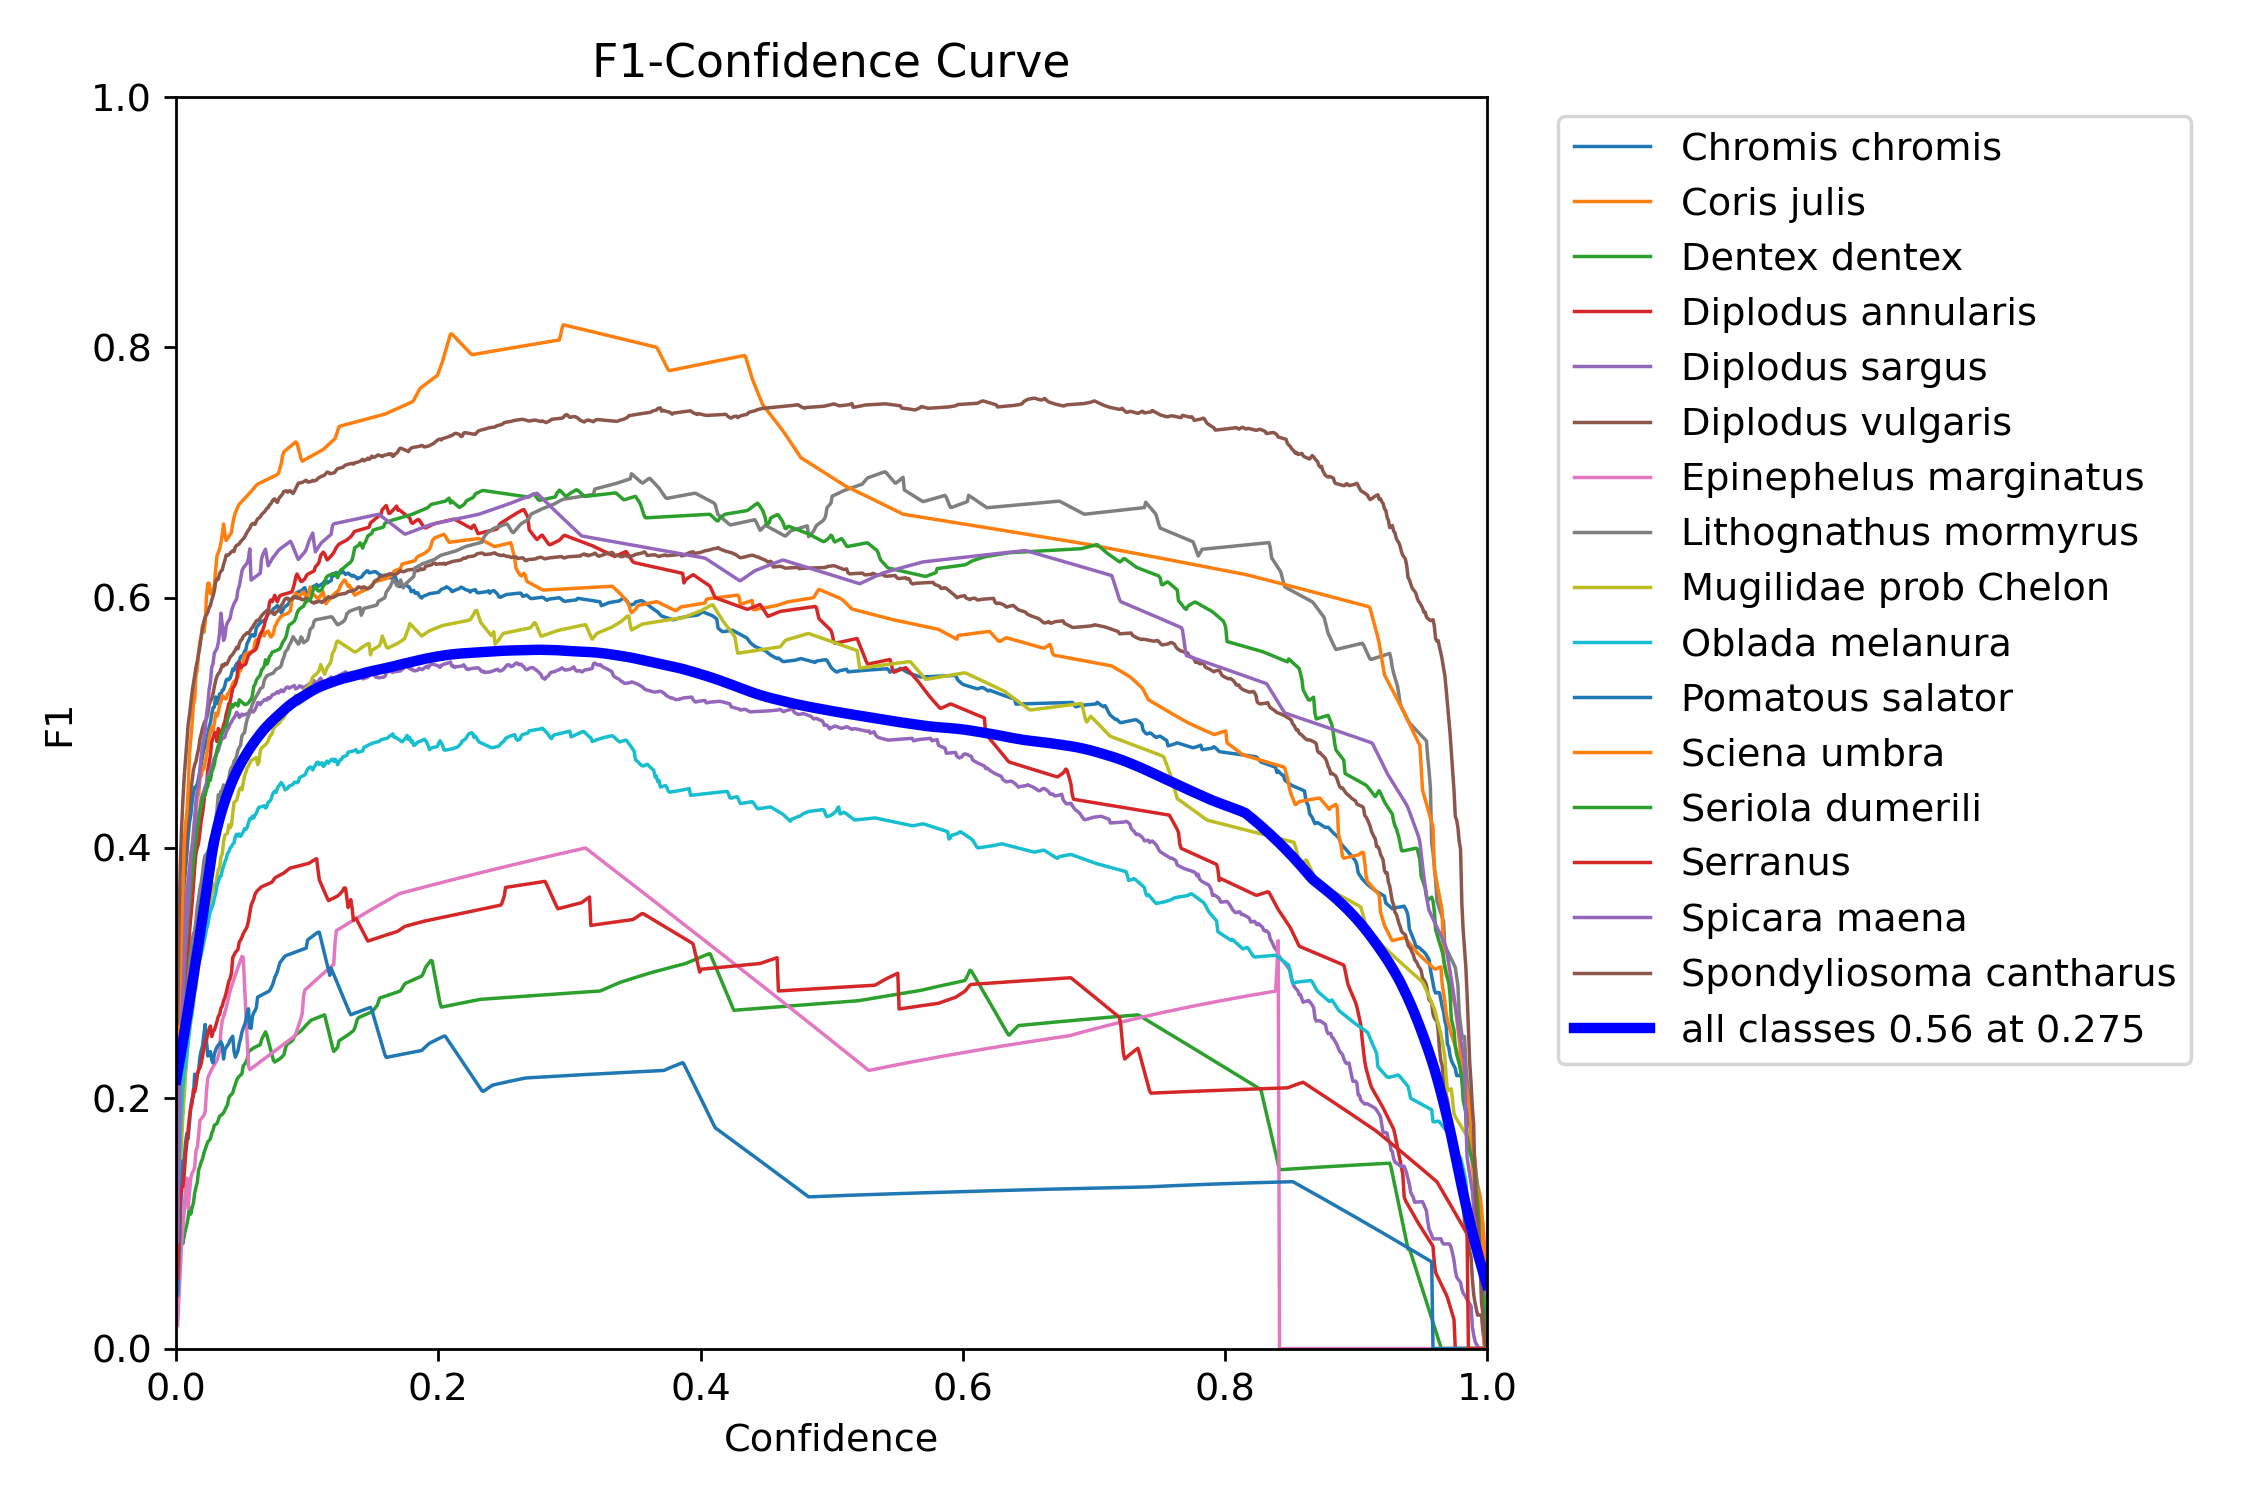 F1-Confidence Curve
1.0
0.8
0.6
0.4
0.2
0.0
F1
0.0 0.2 0.4 0.6 0.8 1.0
Confidence
Chromis chromis
Coris julis
Dentex dentex
Diplodus annularis
Diplodus sargus
Diplodus vulgaris
Epinephelus marginatus
Lithognathus mormyrus
Mugilidae prob Chelon
Oblada melanura
Pomatous salator
Sciena umbra
Seriola dumerili
Serranus
Spicara maena
Spondyliosoma cantharus
all classes 0.56 at 0.275